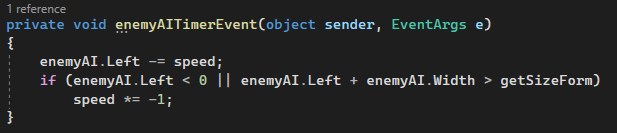 1 reference
private void enemyAITimerEvent(object sender, EventArgs e)
{
    enemyAI.Left -= speed;
    if (enemyAI.Left < 0 || enemyAI.Left + enemyAI.Width > getSizeForm)
        speed *= -1;
}